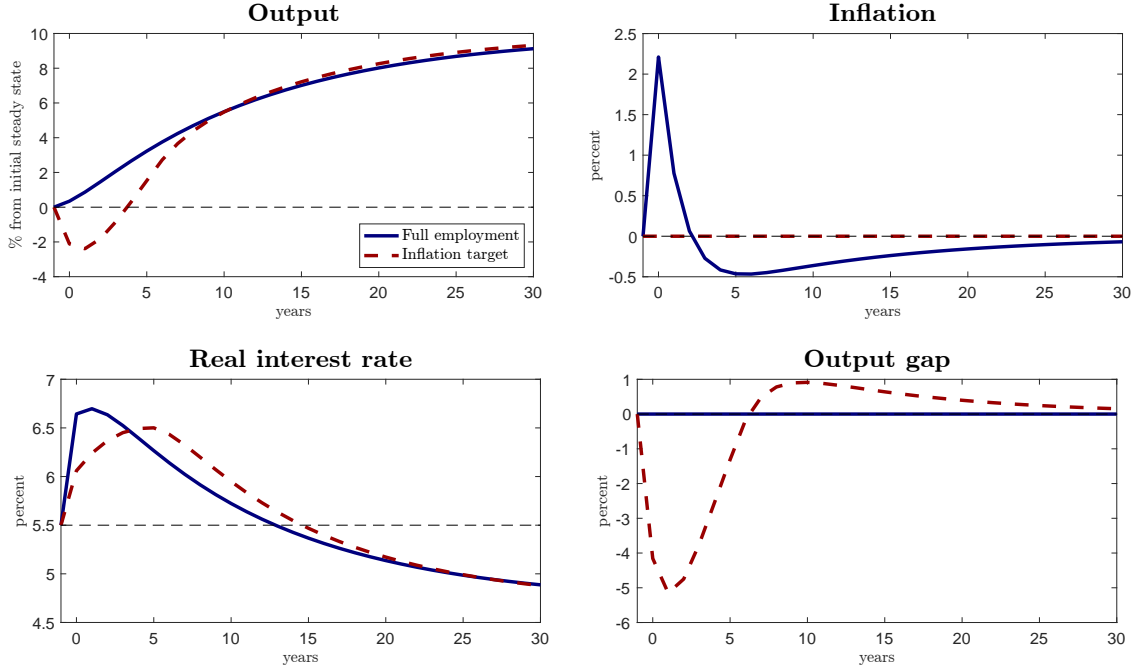 Output
% from initial steady state
10
8
6
4
2
0
-2
-4
0 5 10 15 20 25 30
years
Full employment
Inflation target
Inflation
percent
2.5
2
1.5
1
0.5
0
-0.5
0 5 10 15 20 25 30
years
Real interest rate
percent
7
6.5
6
5.5
5
4.5
0 5 10 15 20 25 30
years
Output gap
percent
1
0
-1
-2
-3
-4
-5
-6
0 5 10 15 20 25 30
years